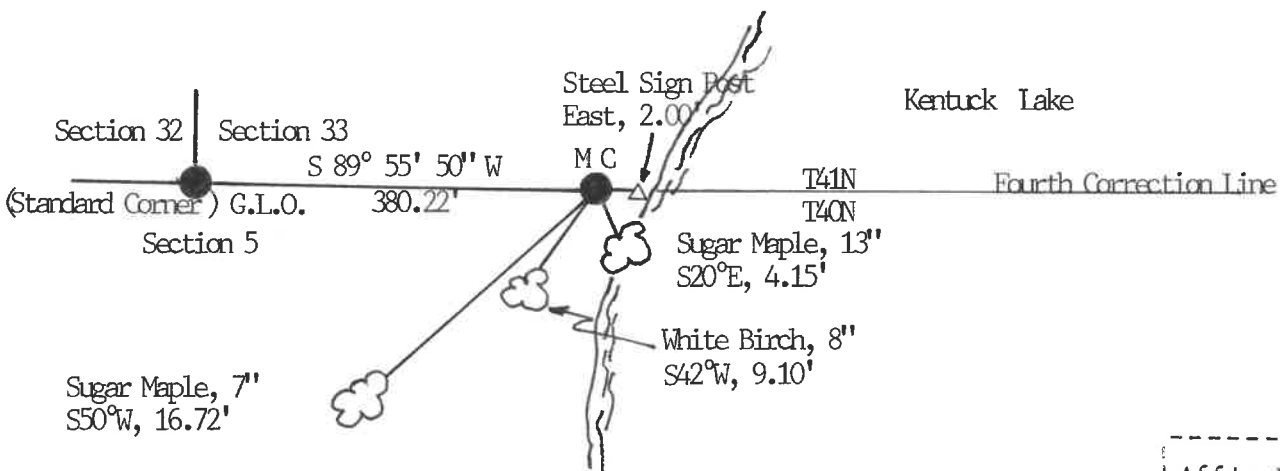 Steel Sign Post
East, 2.00'
Kentuck Lake
Section 32
Section 33
S 89° 55' 50" W
M C
T41N
Fourth Correction Line
(Standard Corner) G.L.O.
380.22'
T40N
Section 5
Sugar Maple, 13"
S20°E, 4.15'
White Birch, 8"
S42°W, 9.10'
Sugar Maple, 7"
S50°W, 16.72'